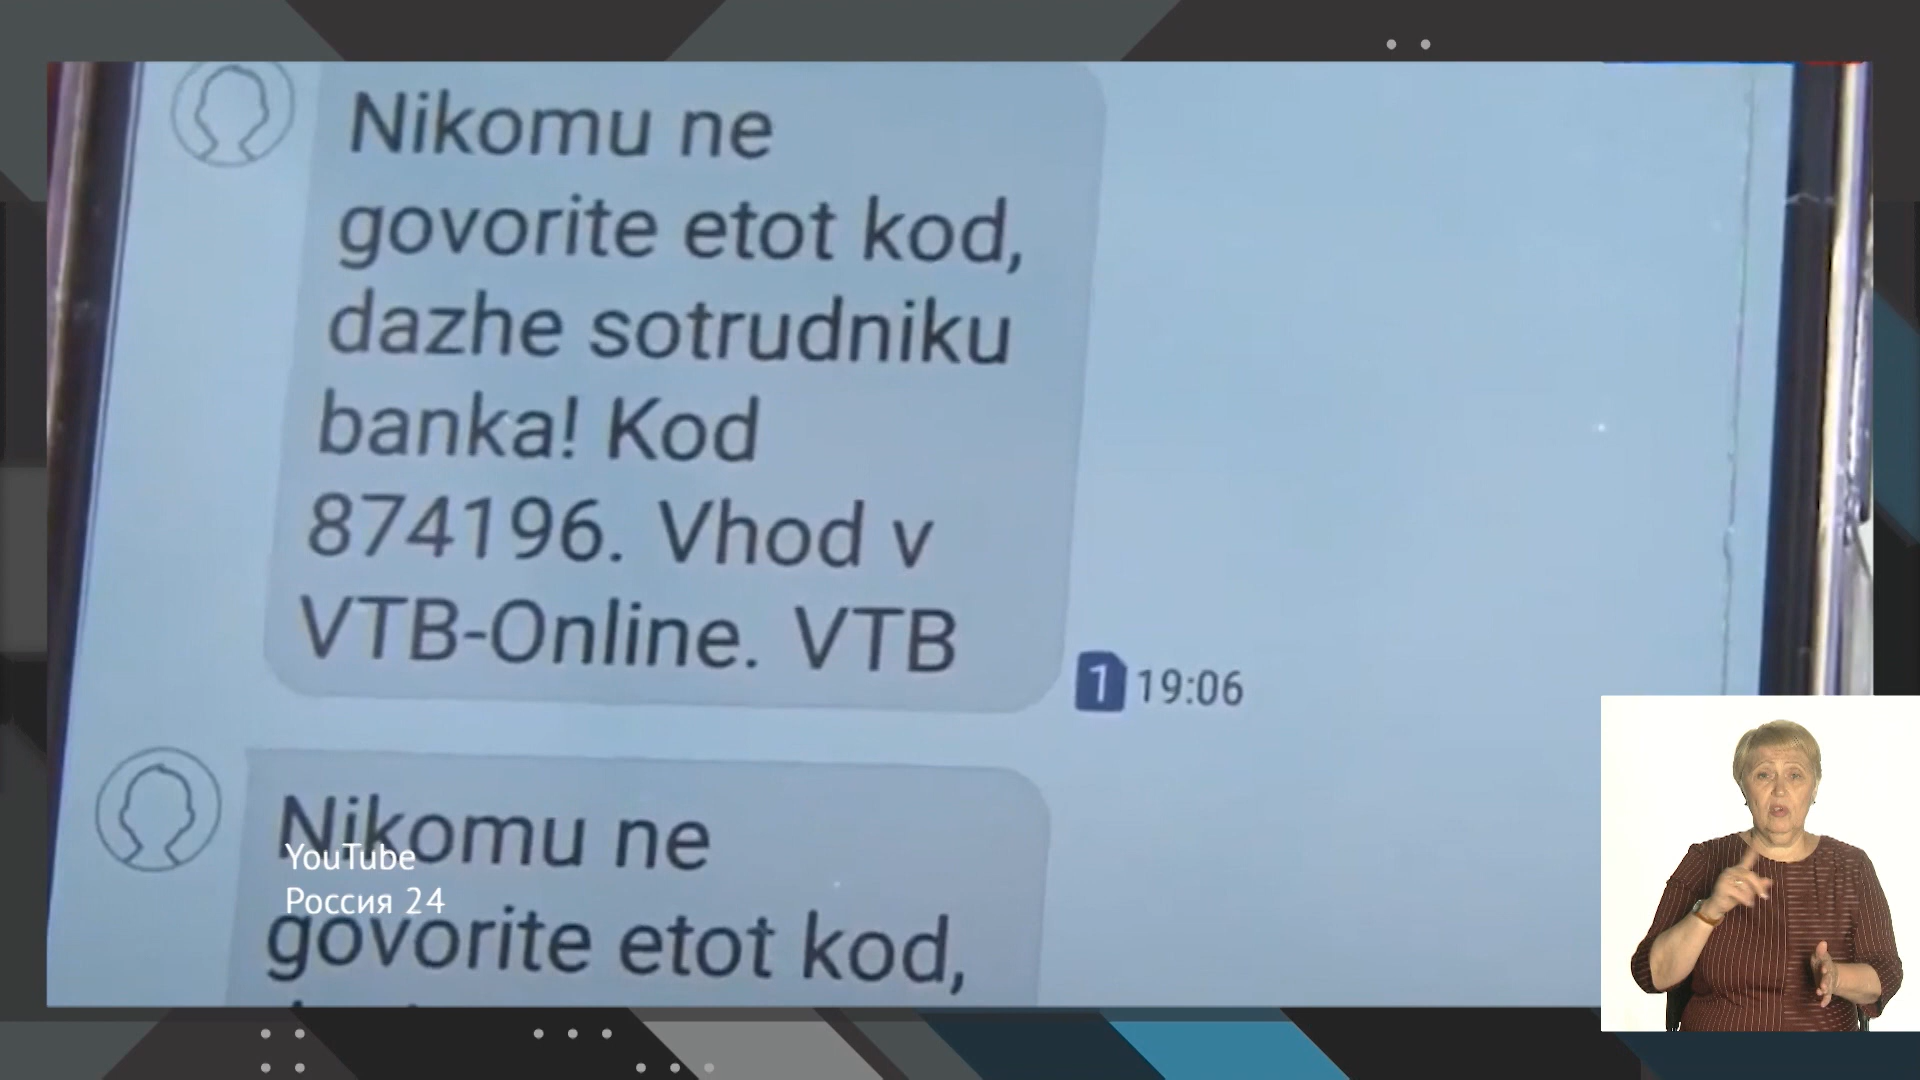 Nikomu ne
govorite etot kod,
dazhe sotrudniku
banka! Kod
874196. Vhod v
VTB-Online. VTB
1 19:06
Nikomu ne
YouTube
Россия 24
govorite etot kod,